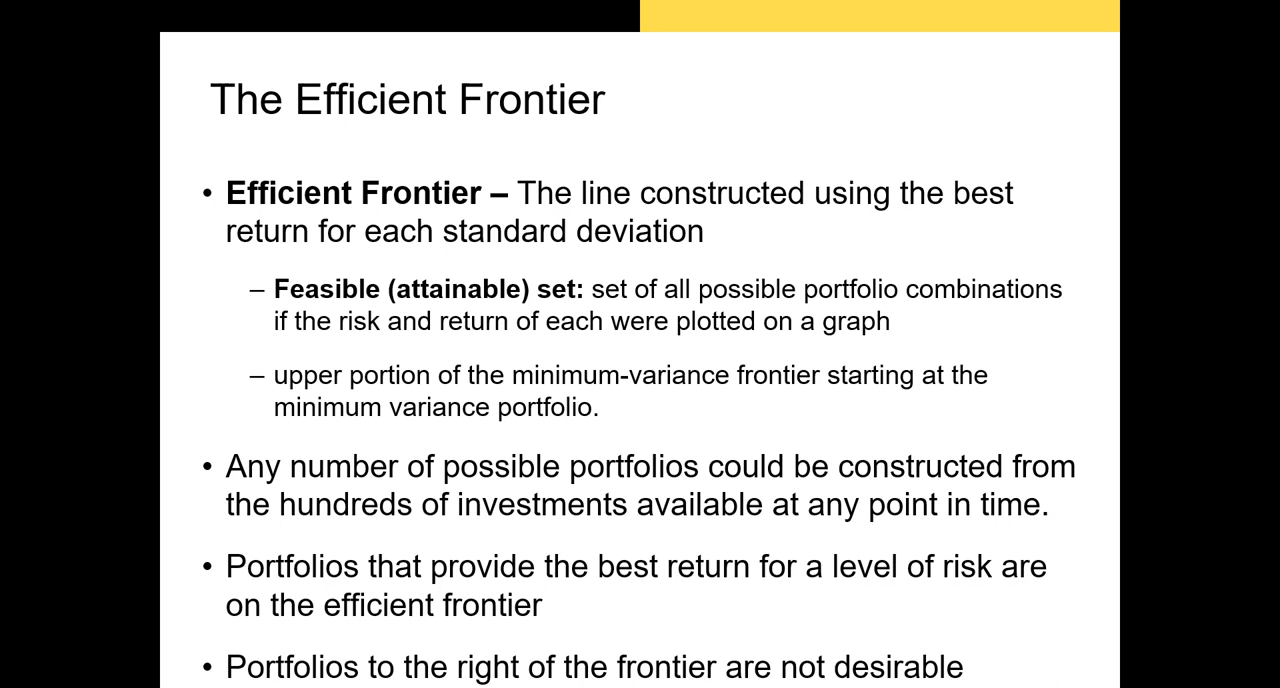 The Efficient Frontier
• Efficient Frontier – The line constructed using the best
return for each standard deviation
– Feasible (attainable) set: set of all possible portfolio combinations
if the risk and return of each were plotted on a graph
– upper portion of the minimum-variance frontier starting at the
minimum variance portfolio.
• Any number of possible portfolios could be constructed from
the hundreds of investments available at any point in time.
• Portfolios that provide the best return for a level of risk are
on the efficient frontier
• Portfolios to the right of the frontier are not desirable